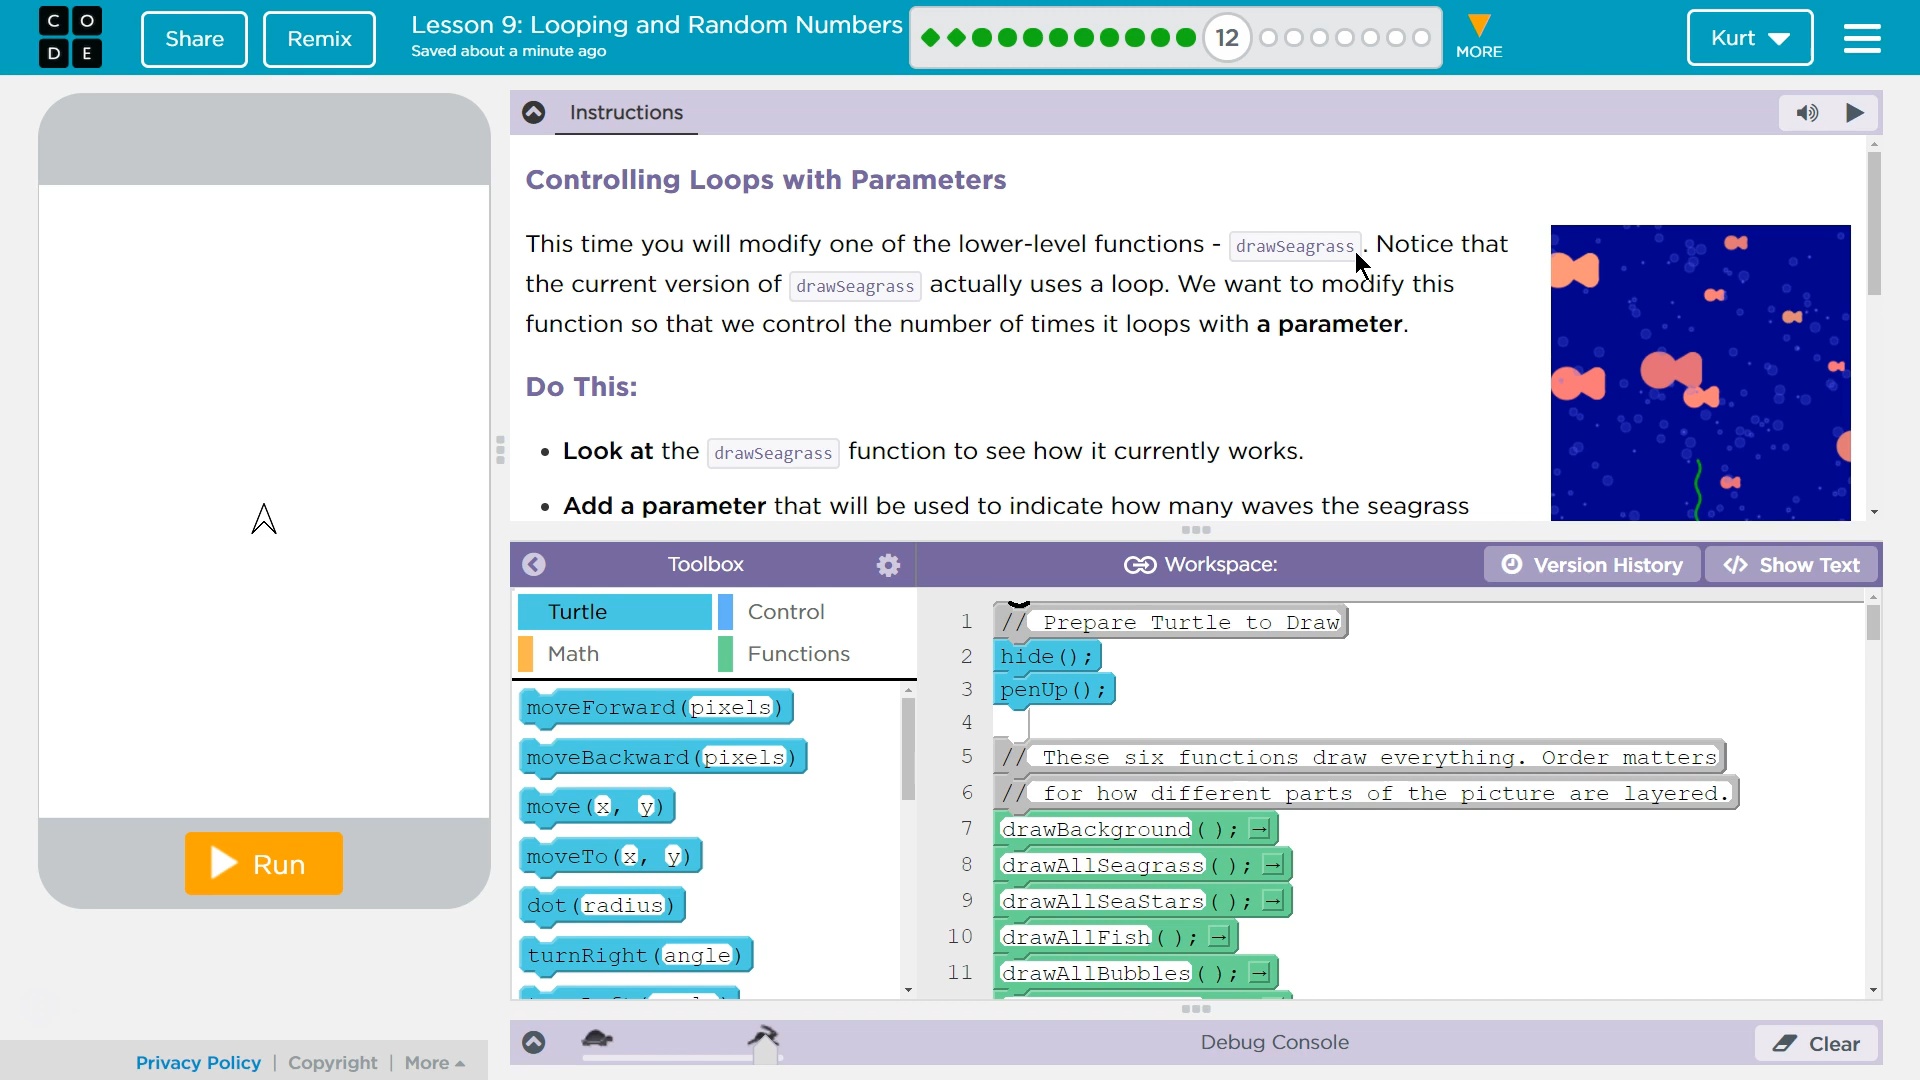 C O D E
Share
Remix
Lesson 9: Looping and Random Numbers
Saved about a minute ago
12
MORE
Kurt
Instructions
Controlling Loops with Parameters
This time you will modify one of the lower-level functions - drawSeagrass. Notice that
the current version of drawSeagrass actually uses a loop. We want to modify this
function so that we control the number of times it loops with a parameter.
Do This:
• Look at the drawSeagrass function to see how it currently works.
• Add a parameter that will be used to indicate how many waves the seagrass
Run
Toolbox
Turtle
Control
Math
Functions
moveForward(pixels)
moveBackward(pixels)
move(x, y)
moveTo(x, y)
dot(radius)
turnRight(angle)
Workspace:
Version History
</> Show Text
1 // Prepare Turtle to Draw
2 hide();
3 penUp();
4
5 // These six functions draw everything. Order matters
6 // for how different parts of the picture are layered.
7 drawBackground(); →
8 drawAllSeagrass(); →
9 drawAllSeaStars(); →
10 drawAllFish(); →
11 drawAllBubbles(); →
Debug Console
Clear
Privacy Policy | Copyright | More